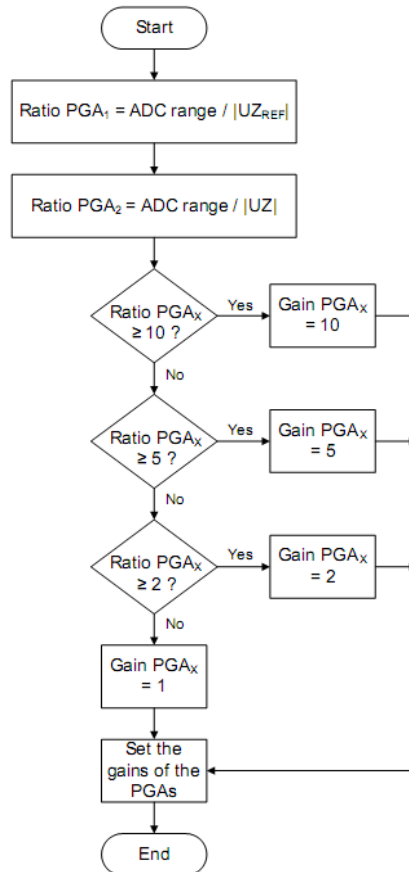 Start
Ratio PGA₁ = ADC range / |UZ_REF|
Ratio PGA₂ = ADC range / |UZ|
Ratio PGAₓ
≥ 10 ?
Yes
Gain PGAₓ
= 10
No
Ratio PGAₓ
≥ 5 ?
Yes
Gain PGAₓ
= 5
No
Ratio PGAₓ
≥ 2 ?
Yes
Gain PGAₓ
= 2
No
Gain PGAₓ
= 1
Set the
gains of the
PGAs
End